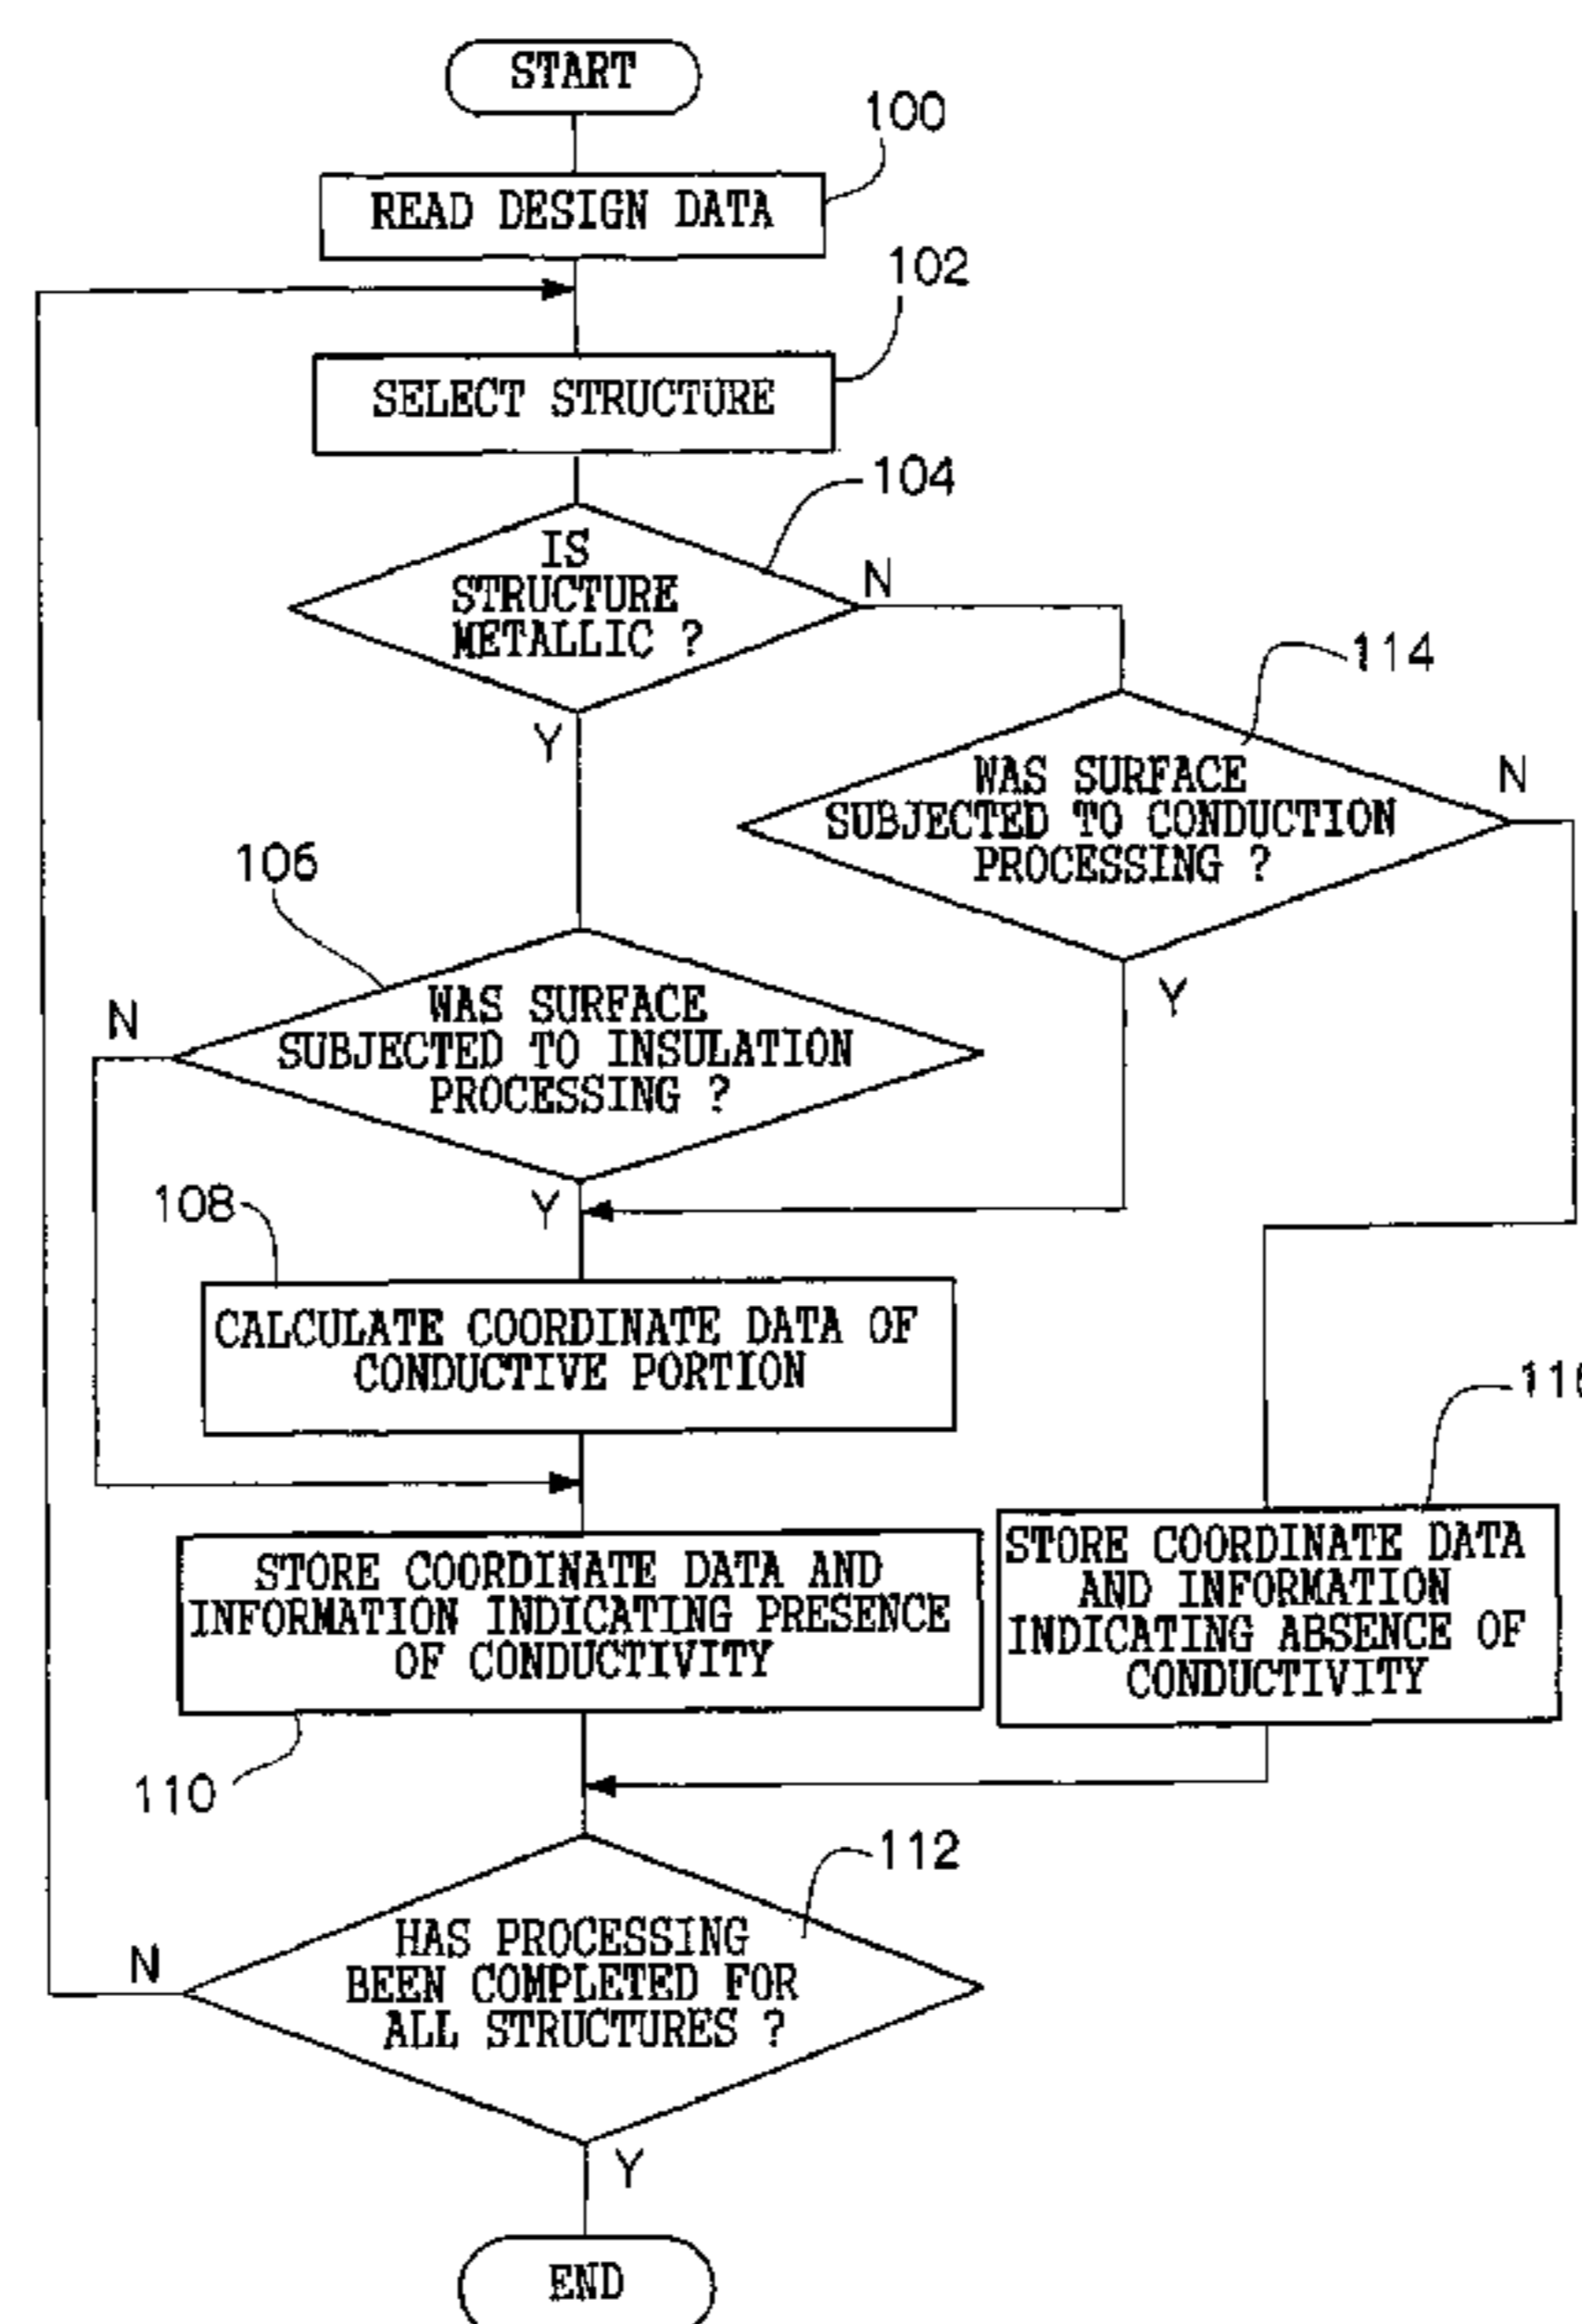 START
100
READ DESIGN DATA
102
SELECT STRUCTURE
104
IS
STRUCTURE
METALLIC ?
N
Y
114
WAS SURFACE
SUBJECTED TO CONDUCTION
PROCESSING ?
N
Y
106
WAS SURFACE
SUBJECTED TO INSULATION
PROCESSING ?
N
Y
108
CALCULATE COORDINATE DATA OF
CONDUCTIVE PORTION
STORE COORDINATE DATA AND
INFORMATION INDICATING PRESENCE
OF CONDUCTIVITY
110
STORE COORDINATE DATA
AND INFORMATION
INDICATING ABSENCE OF
CONDUCTIVITY
112
HAS PROCESSING
BEEN COMPLETED FOR
ALL STRUCTURES ?
N
Y
END